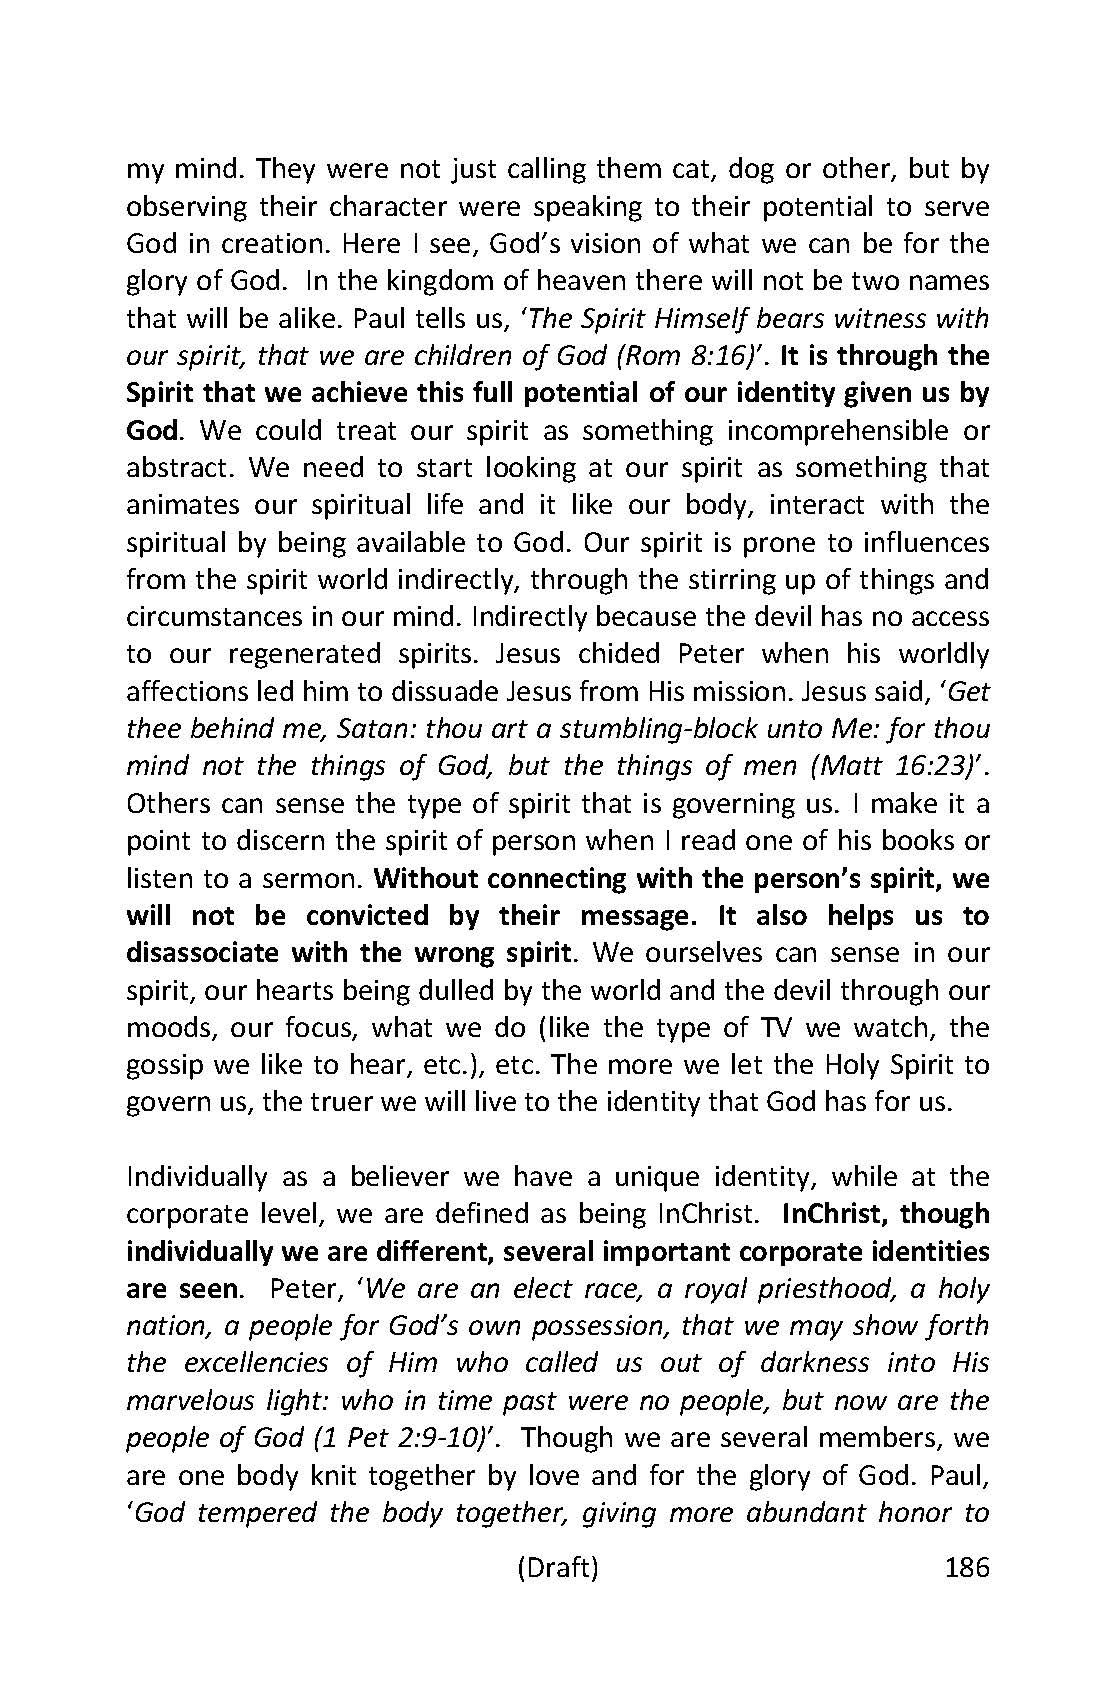 my mind. They were not just calling them cat, dog or other, but by
observing their character were speaking to their potential to serve
God in creation. Here I see, God’s vision of what we can be for the
glory of God.  In the kingdom of heaven there will not be two names
that will be alike. Paul tells us, ‘The Spirit Himself bears witness with
our spirit, that we are children of God (Rom 8:16)’. It is through the
Spirit that we achieve this full potential of our identity given us by
God. We could treat our spirit as something incomprehensible or
abstract. We need to start looking at our spirit as something that
animates our spiritual life and it like our body, interact with the
spiritual by being available to God. Our spirit is prone to influences
from the spirit world indirectly, through the stirring up of things and
circumstances in our mind. Indirectly because the devil has no access
to our regenerated spirits. Jesus chided Peter when his worldly
affections led him to dissuade Jesus from His mission. Jesus said, ‘Get
thee behind me, Satan: thou art a stumbling-block unto Me: for thou
mind not the things of God, but the things of men (Matt 16:23)’.
Others can sense the type of spirit that is governing us. I make it a
point to discern the spirit of person when I read one of his books or
listen to a sermon. Without connecting with the person’s spirit, we
will not be convicted by their message. It also helps us to
disassociate with the wrong spirit. We ourselves can sense in our
spirit, our hearts being dulled by the world and the devil through our
moods, our focus, what we do (like the type of TV we watch, the
gossip we like to hear, etc.), etc. The more we let the Holy Spirit to
govern us, the truer we will live to the identity that God has for us.
Individually as a believer we have a unique identity, while at the
corporate level, we are defined as being InChrist.  InChrist, though
individually we are different, several important corporate identities
are seen.  Peter, ‘We are an elect race, a royal priesthood, a holy
nation, a people for God’s own possession, that we may show forth
the excellencies of Him who called us out of darkness into His
marvelous light: who in time past were no people, but now are the
people of God (1 Pet 2:9-10)’.  Though we are several members, we
are one body knit together by love and for the glory of God. Paul,
‘God tempered the body together, giving more abundant honor to
(Draft) 186